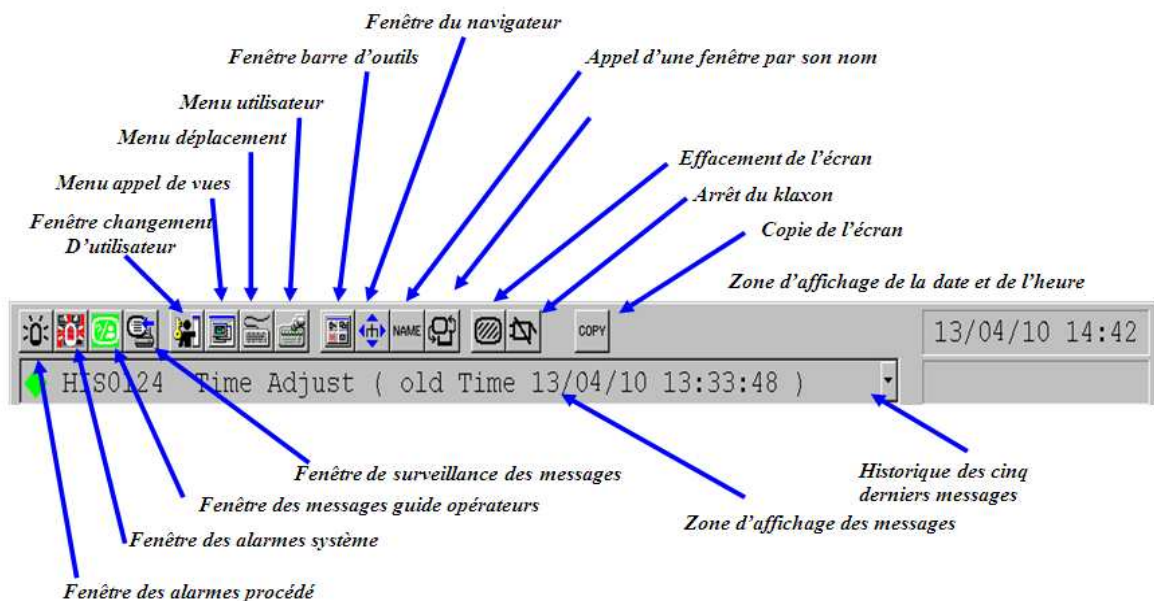 Fenêtre du navigateur
Fenêtre barre d'outils
Appel d'une fenêtre par son nom
Menu utilisateur
Menu déplacement
Effacement de l'écran
Menu appel de vues
Arrêt du klaxon
Fenêtre changement
D'utilisateur
Copie de l'écran
Zone d'affichage de la date et de l'heure
NAME
COPY
13/04/10 14:42
HIS0124 Time Adjust ( old Time 13/04/10 13:33:48 )
Fenêtre de surveillance des messages
Historique des cinq
derniers messages
Fenêtre des messages guide opérateurs
Zone d'affichage des messages
Fenêtre des alarmes système
Fenêtre des alarmes procédé